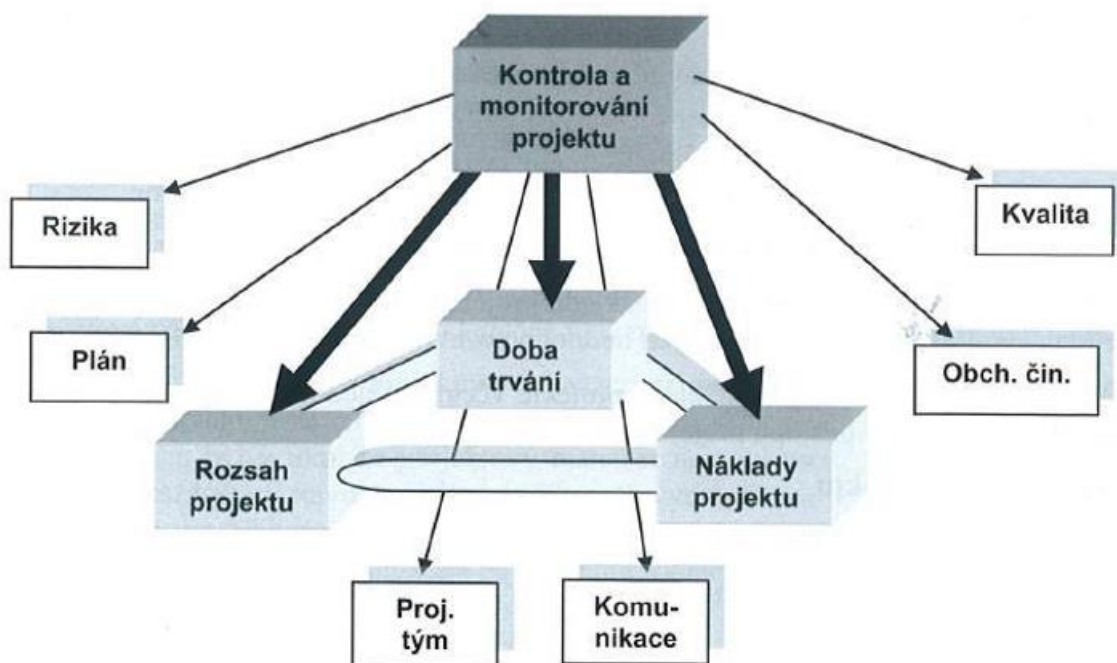 Kontrola a
monitorování
projektu
Rizika
Kvalita
Plán
Doba
trvání
Obch. čin.
Rozsah
projektu
Náklady
projektu
Proj.
tým
Komu-
nikace